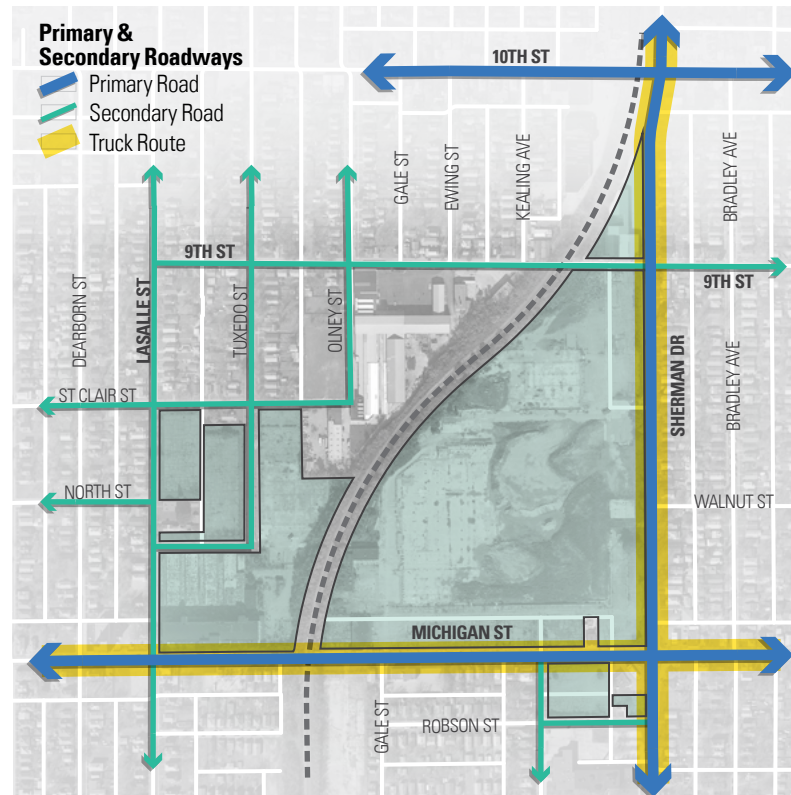 Primary &
Secondary Roadways
Primary Road
Secondary Road
Truck Route
10TH ST
GALE ST
EWING ST
KEALING AVE
BRADLEY AVE
9TH ST
9TH ST
DEARBORN ST
LASALLE ST
TUXEDO ST
OLNEY ST
ST CLAIR ST
SHERMAN DR
BRADLEY AVE
NORTH ST
WALNUT ST
MICHIGAN ST
GALE ST
ROBSON ST